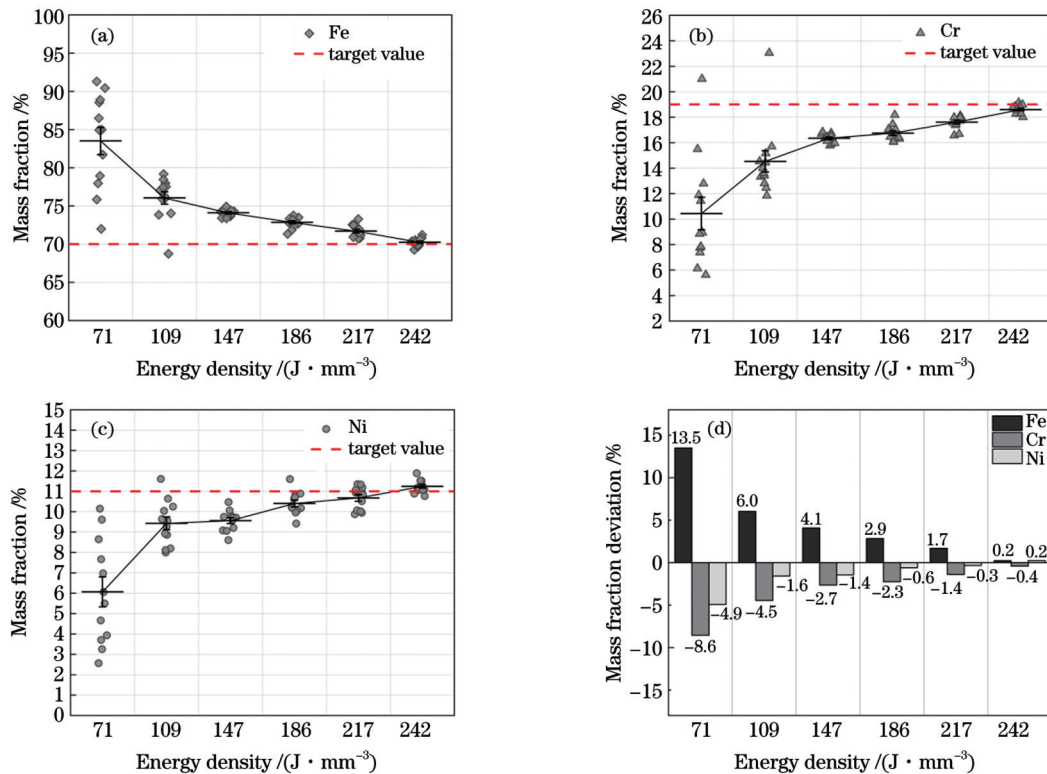 (a)
Fe
target value
100
95
90
85
80
75
70
65
60
Mass fraction /%
71 109 147 186 217 242
Energy density /(J·mm⁻³)
(b)
Cr
target value
26
24
22
20
18
16
14
12
10
8
6
4
2
Mass fraction /%
71 109 147 186 217 242
Energy density /(J·mm⁻³)
(c)
Ni
target value
15
14
13
12
11
10
9
8
7
6
5
4
3
2
1
0
Mass fraction /%
71 109 147 186 217 242
Energy density /(J·mm⁻³)
(d)
Fe
Cr
Ni
15
10
5
0
−5
−10
−15
Mass fraction deviation /%
13.5 6.0 4.1 2.9 1.7 0.2 0.2
−8.6 −4.9 −4.5 −1.6 −2.7 −1.4 −2.3 −0.6 −1.4 −0.3 −0.4
71 109 147 186 217 242
Energy density /(J·mm⁻³)